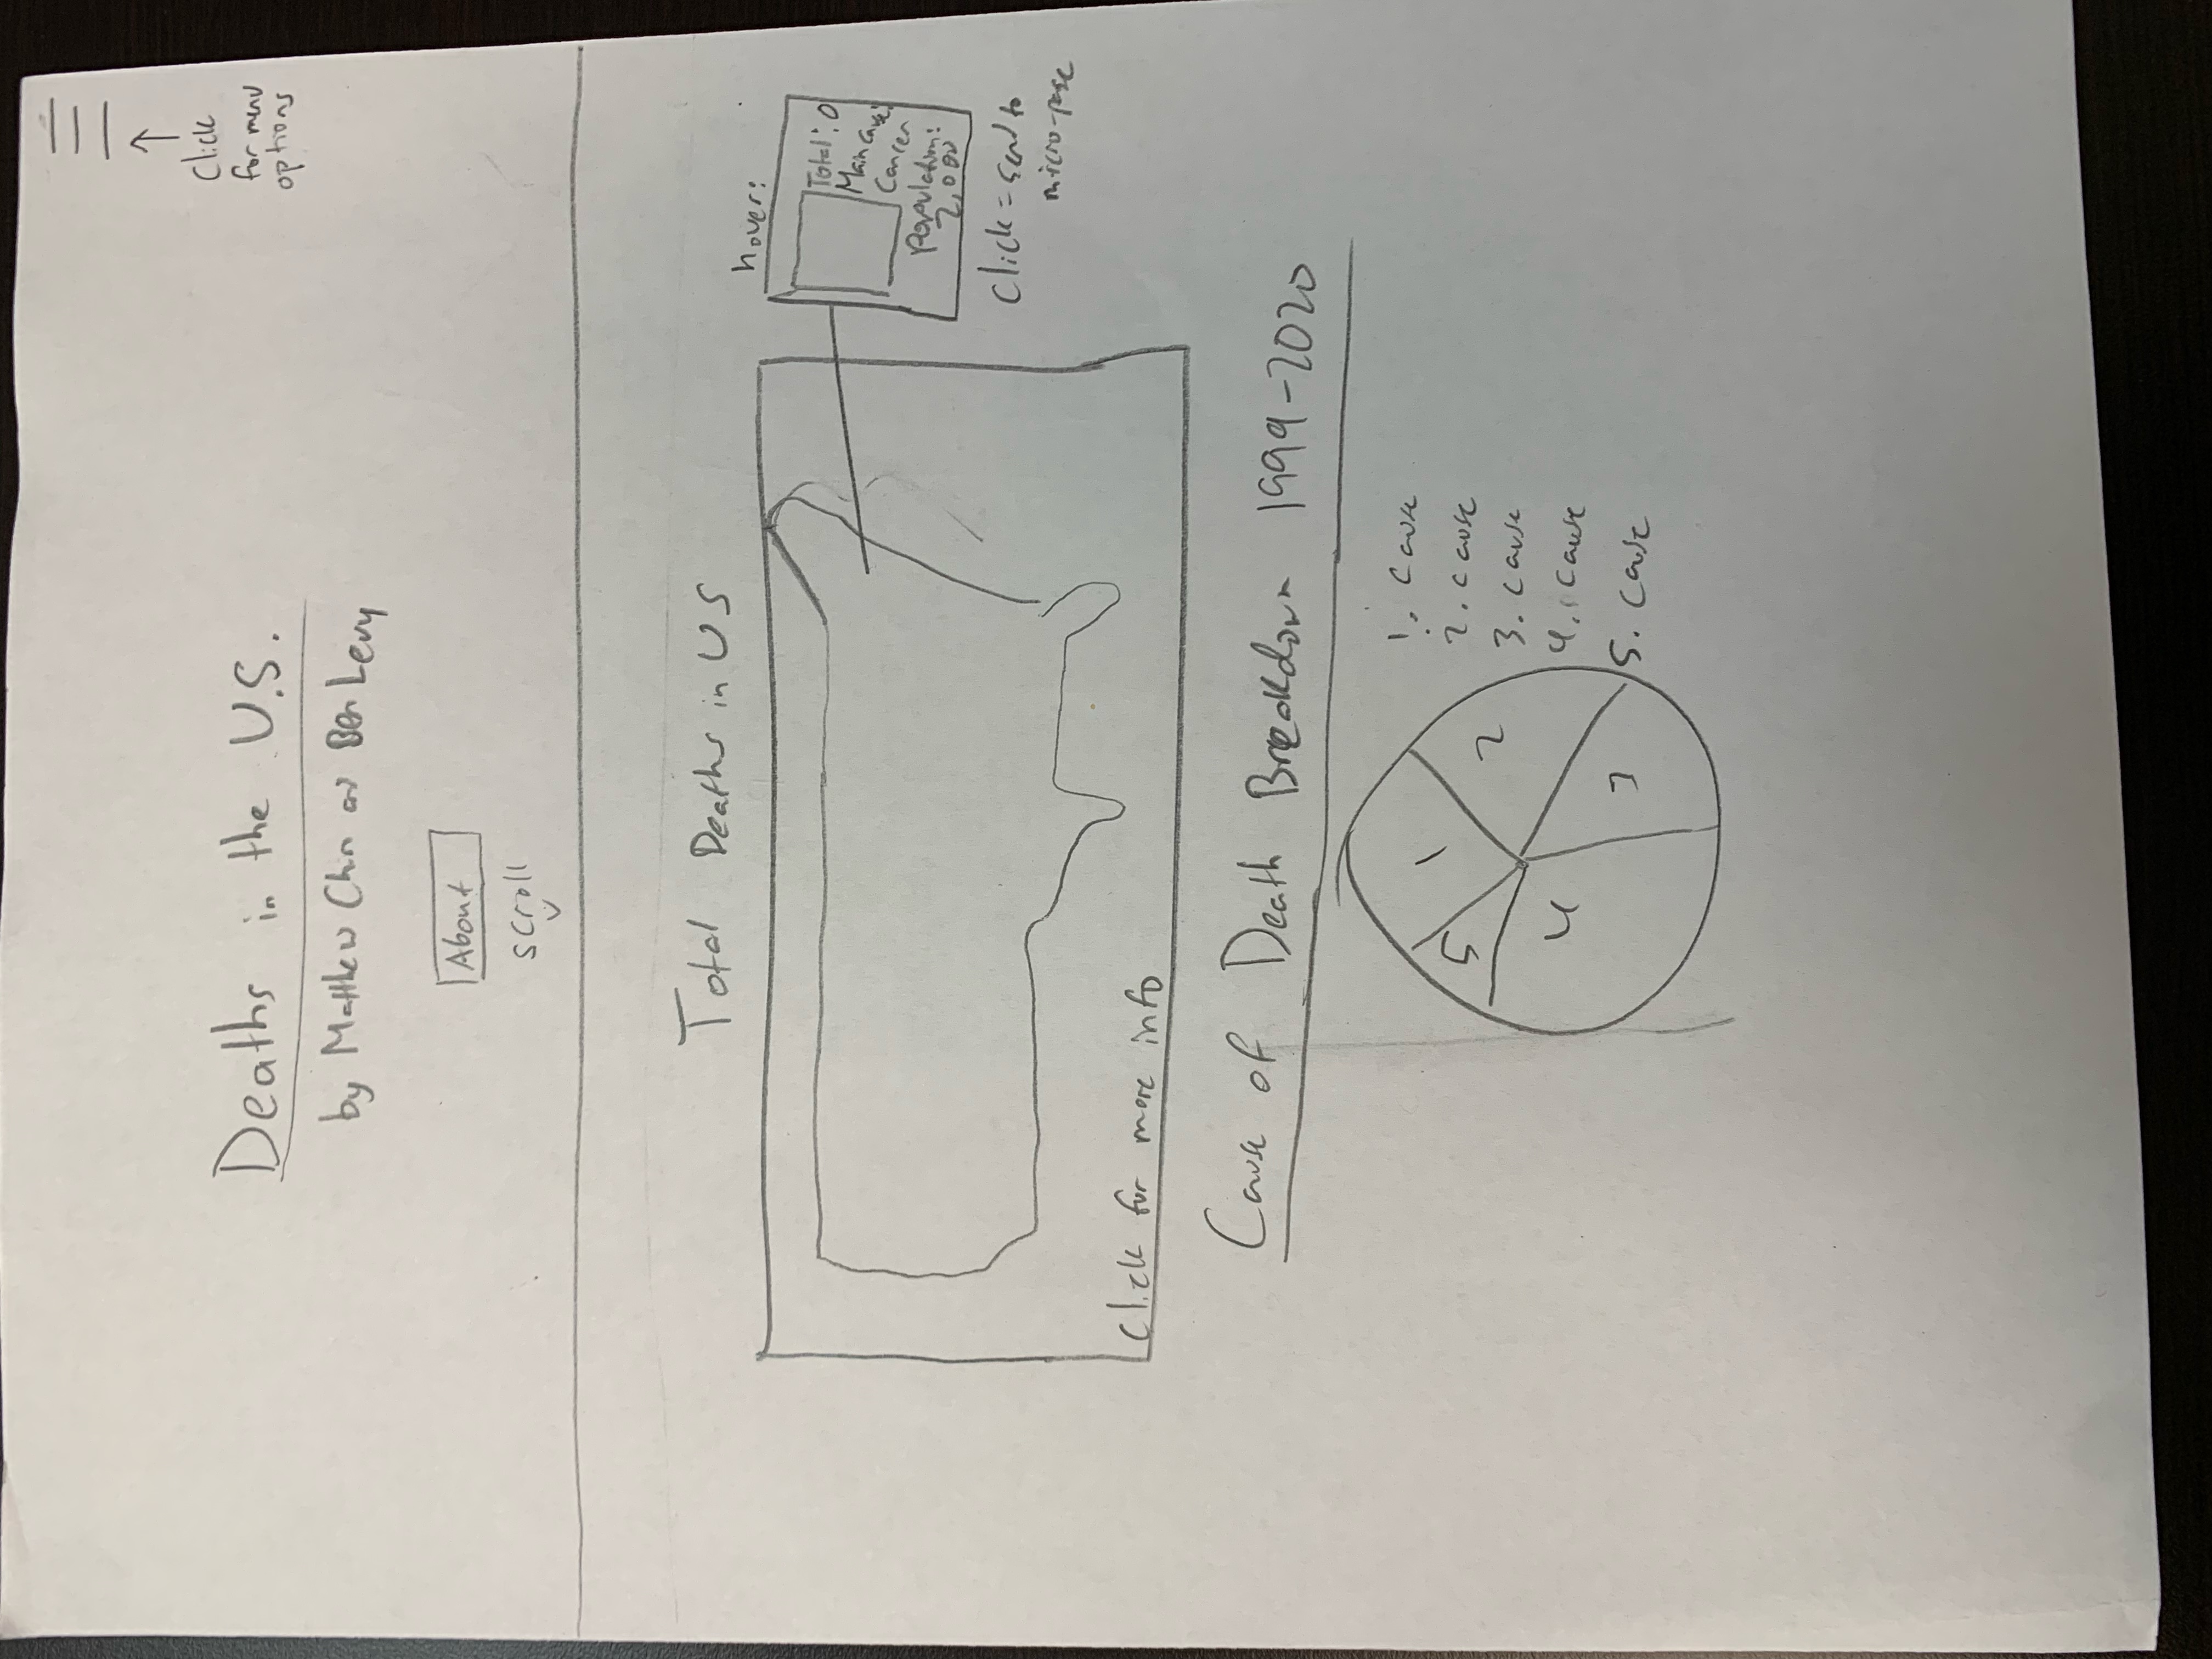 Click
for menu
options
Deaths in the U.S.
by Matthew Chin and Ben Levy
About
scroll
Total Deaths in US
hover:
Total: 0
Main cause:
Cancer
Population:
2,000
Click = send to
micro-page
Click for more info
Cause of Death Breakdown 1999-2020
1
2
3
4
5
1. Cause
2. cause
3. cause
4. cause
5. cause